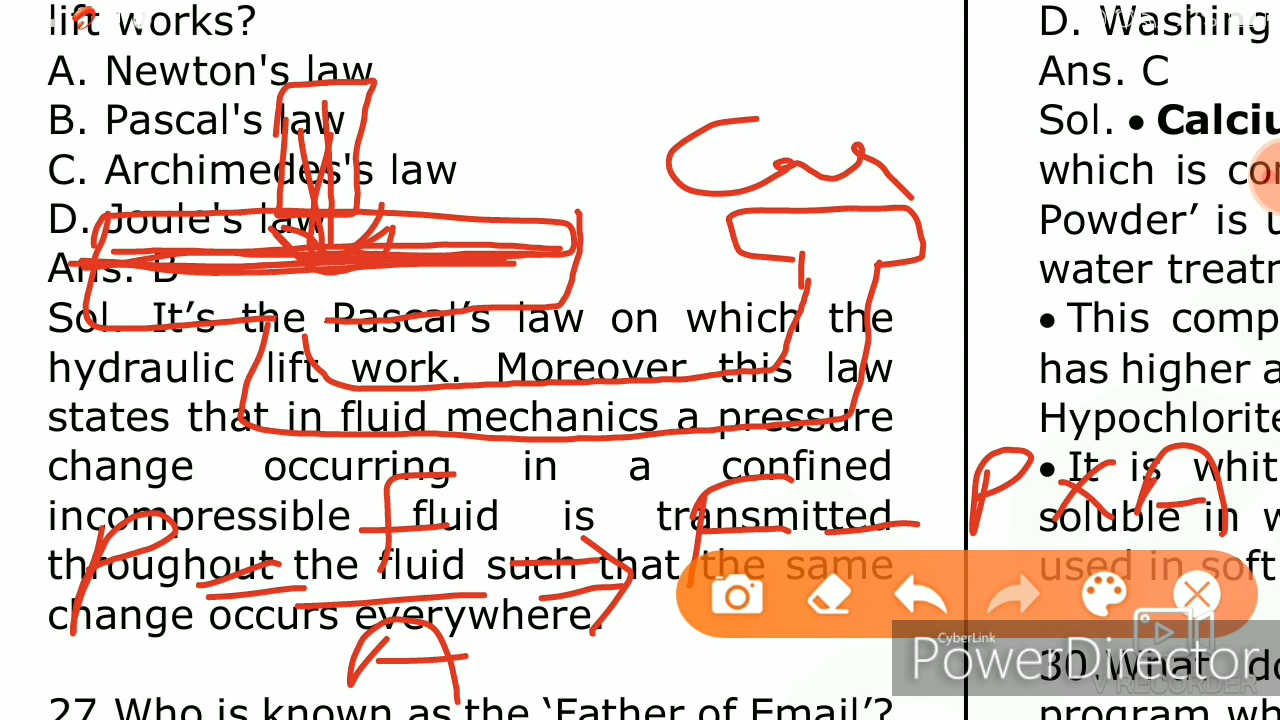 lift works?
A. Newton's law
B. Pascal's law
C. Archimedes's law
D. Joule's law
Ans. B
Sol. It's the Pascal's law on which the
hydraulic lift work. Moreover this law
states that in fluid mechanics a pressure
change occurring in a confined
incompressible fluid is transmitted
throughout the fluid such that the same
change occurs everywhere.
27. Who is known as the 'Father of Email'?
Car
P = F/A ⇒ F = P x A
D. Washing
Ans. C
Sol. • Calciu
which is co
Powder' is u
water treatr
• This comp
has higher a
Hypochlorite
• It is whit
soluble in w
used in soft
30. What do
program wh
CyberLink
PowerDirector
V RECORDER